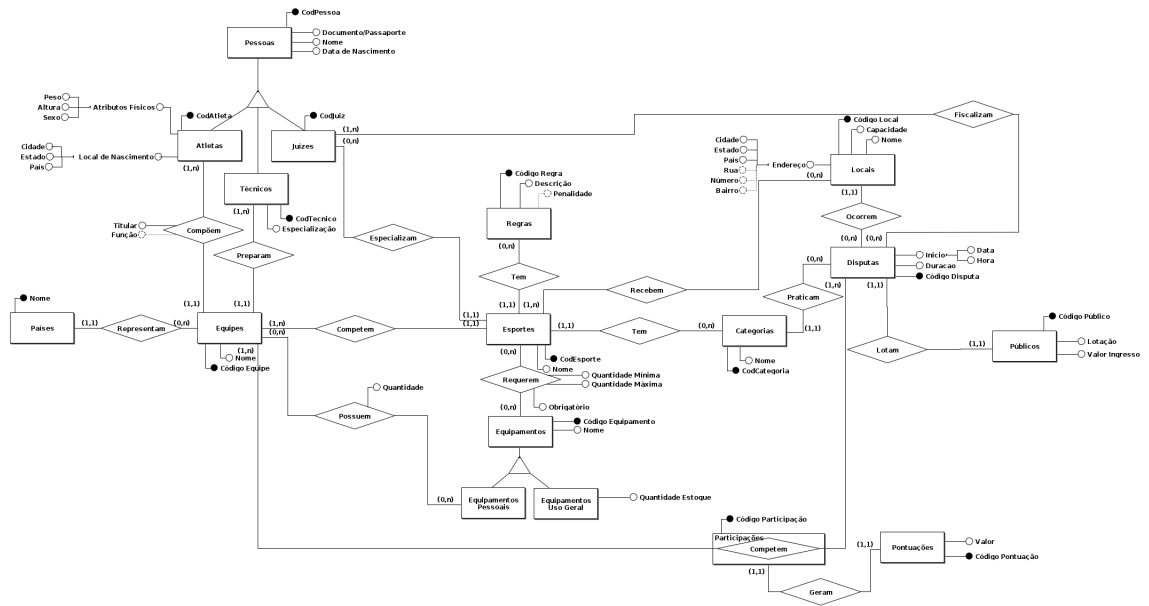 CodPessoa
Pessoas
Documento/Passaporte
Nome
Data de Nascimento
Peso
Altura
Sexo
Atributos Físicos
CodAtleta
CodJuiz
Cidade
Estado
País
Local de Nascimento
Atletas
(1,n)
Juízes
(1,n)
(0,n)
Fiscalizam
Código Local
Capacidade
Nome
Cidade
Estado
País
Rua
Número
Bairro
Endereço
(0,n)
Locais
(1,1)
Técnicos
(1,n)
CodTecnico
Especialização
Código Regra
Descrição
Penalidade
Regras
(0,n)
Titular
Função
Compõem
Preparam
Especializam
Ocorrem
(0,n)
(0,n)
Tem
Recebem
(0,n)
Disputas
Inicio
Data
Hora
Duracao
Código Disputa
(1,n)
(1,1)
Praticam
(1,1)
(1,1)
(1,1)
(1,n)
Nome
Países
(1,1)
Representam
(0,n)
Equipes
(1,n)
(0,n)
Competem
(1,1)
(1,1)
Esportes
(1,1)
Tem
(0,n)
Categorias
(1,1)
Código Público
Públicos
Lotação
Valor Ingresso
(1,1)
Lotam
(1,n)
Nome
Código Equipe
(0,n)
CodEsporte
Nome
Nome
CodCategoria
Requerem
Quantidade Mínima
Quantidade Máxima
Quantidade
Possuem
(0,n)
Obrigatório
Equipamentos
Código Equipamento
Nome
(0,n)
Equipamentos
Pessoais
Equipamentos
Uso Geral
Quantidade Estoque
Código Participação
Participações
Competem
(1,1)
(1,1)
Pontuações
Valor
Código Pontuação
Geram